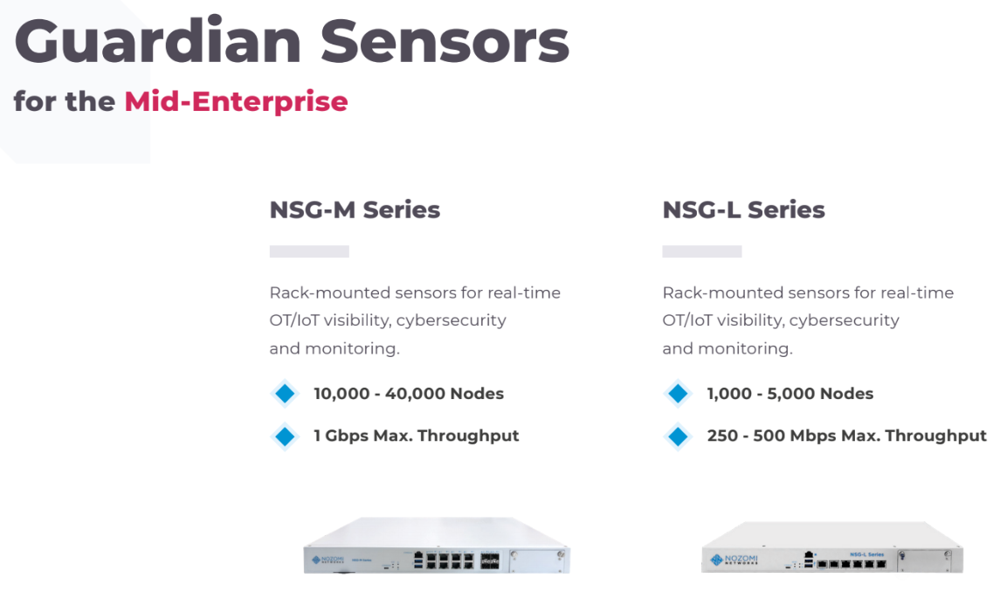 Guardian Sensors
for the Mid-Enterprise
NSG-M Series
Rack-mounted sensors for real-time
OT/IoT visibility, cybersecurity
and monitoring.
10,000 - 40,000 Nodes
1 Gbps Max. Throughput
NOZOMI
NETWORKS
NSG-L Series
Rack-mounted sensors for real-time
OT/IoT visibility, cybersecurity
and monitoring.
1,000 - 5,000 Nodes
250 - 500 Mbps Max. Throughput
NOZOMI
NETWORKS
NSG-L Series